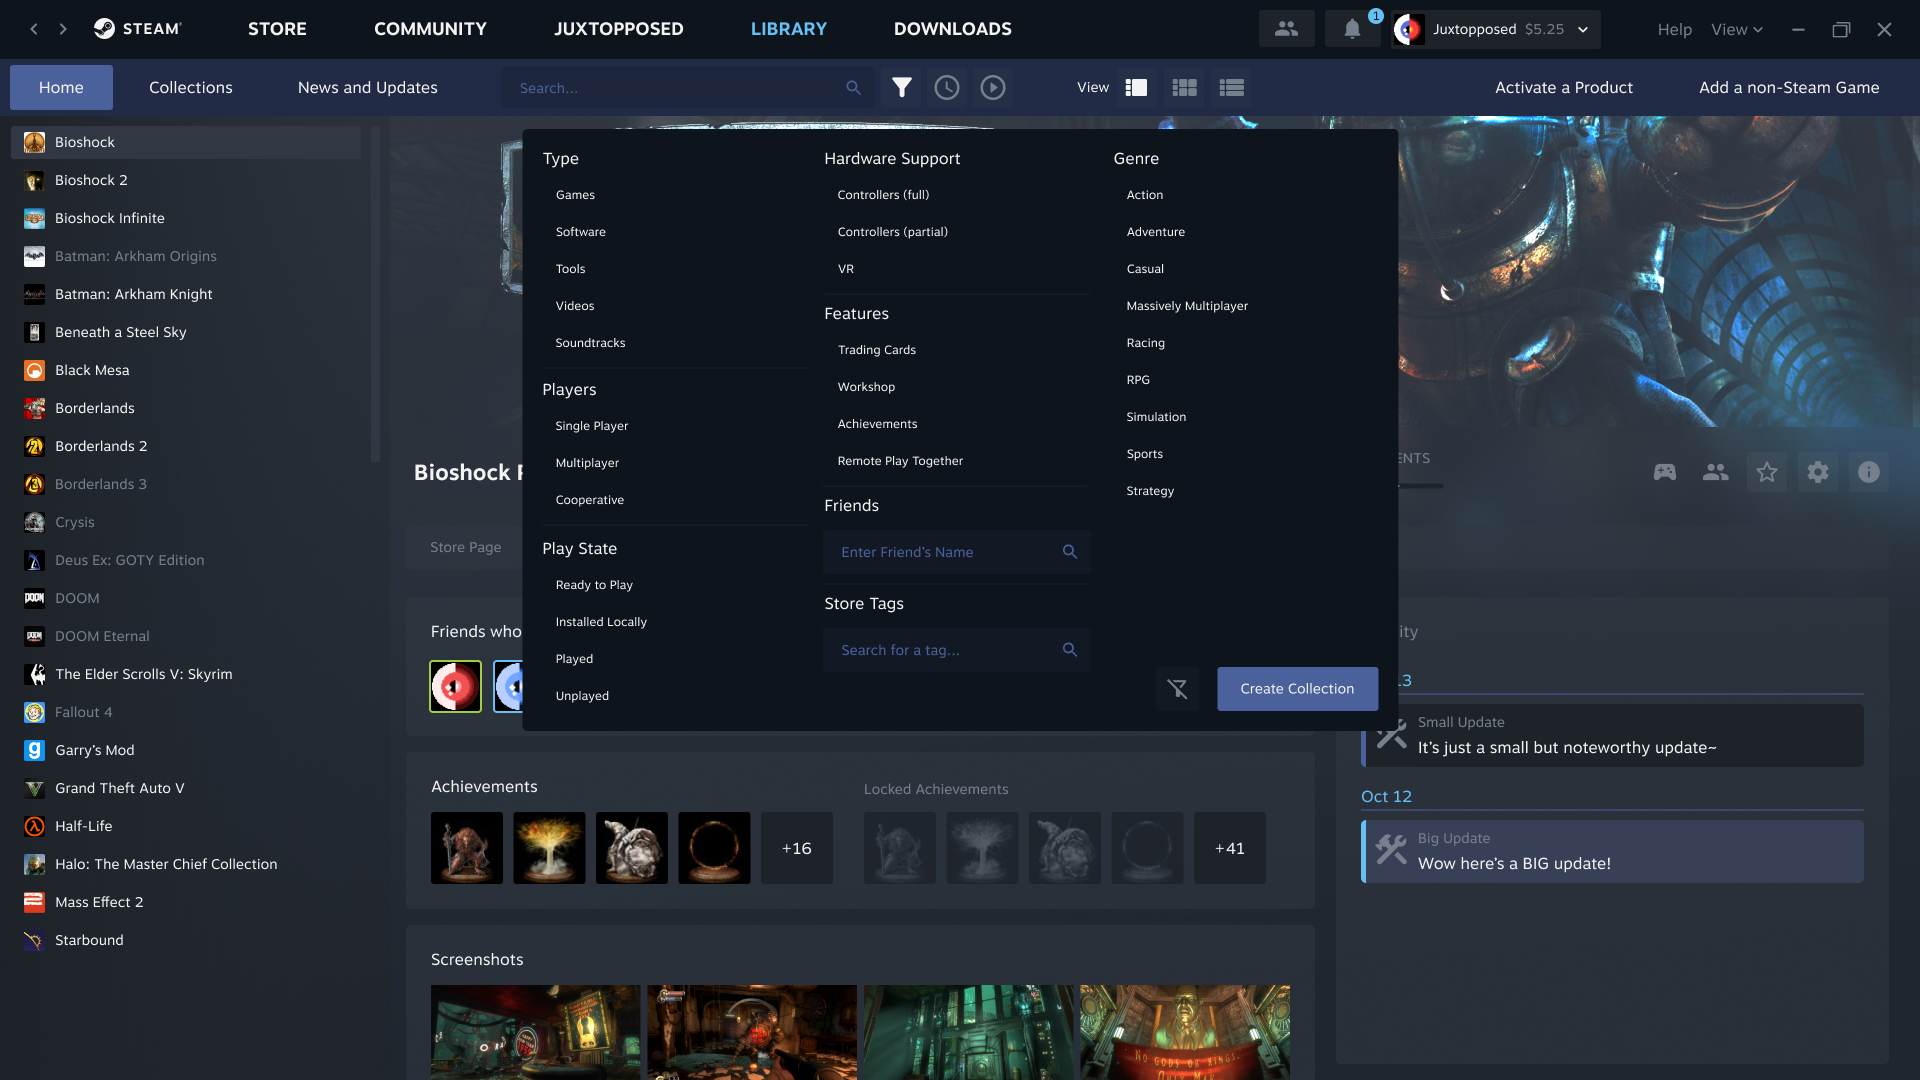 STEAM
STORE
COMMUNITY
JUXTOPPOSED
LIBRARY
DOWNLOADS
1
Juxtopposed $5.25
Help
View
Home
Collections
News and Updates
Search...
View
Activate a Product
Add a non-Steam Game
Bioshock
Bioshock 2
Bioshock Infinite
Batman: Arkham Origins
Batman: Arkham Knight
Beneath a Steel Sky
Black Mesa
Borderlands
Borderlands 2
Borderlands 3
Crysis
Deus Ex: GOTY Edition
DOOM
DOOM Eternal
The Elder Scrolls V: Skyrim
Fallout 4
Garry's Mod
Grand Theft Auto V
Half-Life
Halo: The Master Chief Collection
Mass Effect 2
Starbound
Type
Games
Software
Tools
Videos
Soundtracks
Players
Single Player
Multiplayer
Cooperative
Play State
Ready to Play
Installed Locally
Played
Unplayed
Hardware Support
Controllers (full)
Controllers (partial)
VR
Features
Trading Cards
Workshop
Achievements
Remote Play Together
Friends
Enter Friend's Name
Store Tags
Search for a tag...
Genre
Action
Adventure
Casual
Massively Multiplayer
Racing
RPG
Simulation
Sports
Strategy
Create Collection
Bioshock
ENTS
Store Page
Friends who
Achievements
+16
Locked Achievements
+41
Screenshots
NO GODS OR KINGS.
ONLY MAN
ity
13
Small Update
It's just a small but noteworthy update~
Oct 12
Big Update
Wow here's a BIG update!